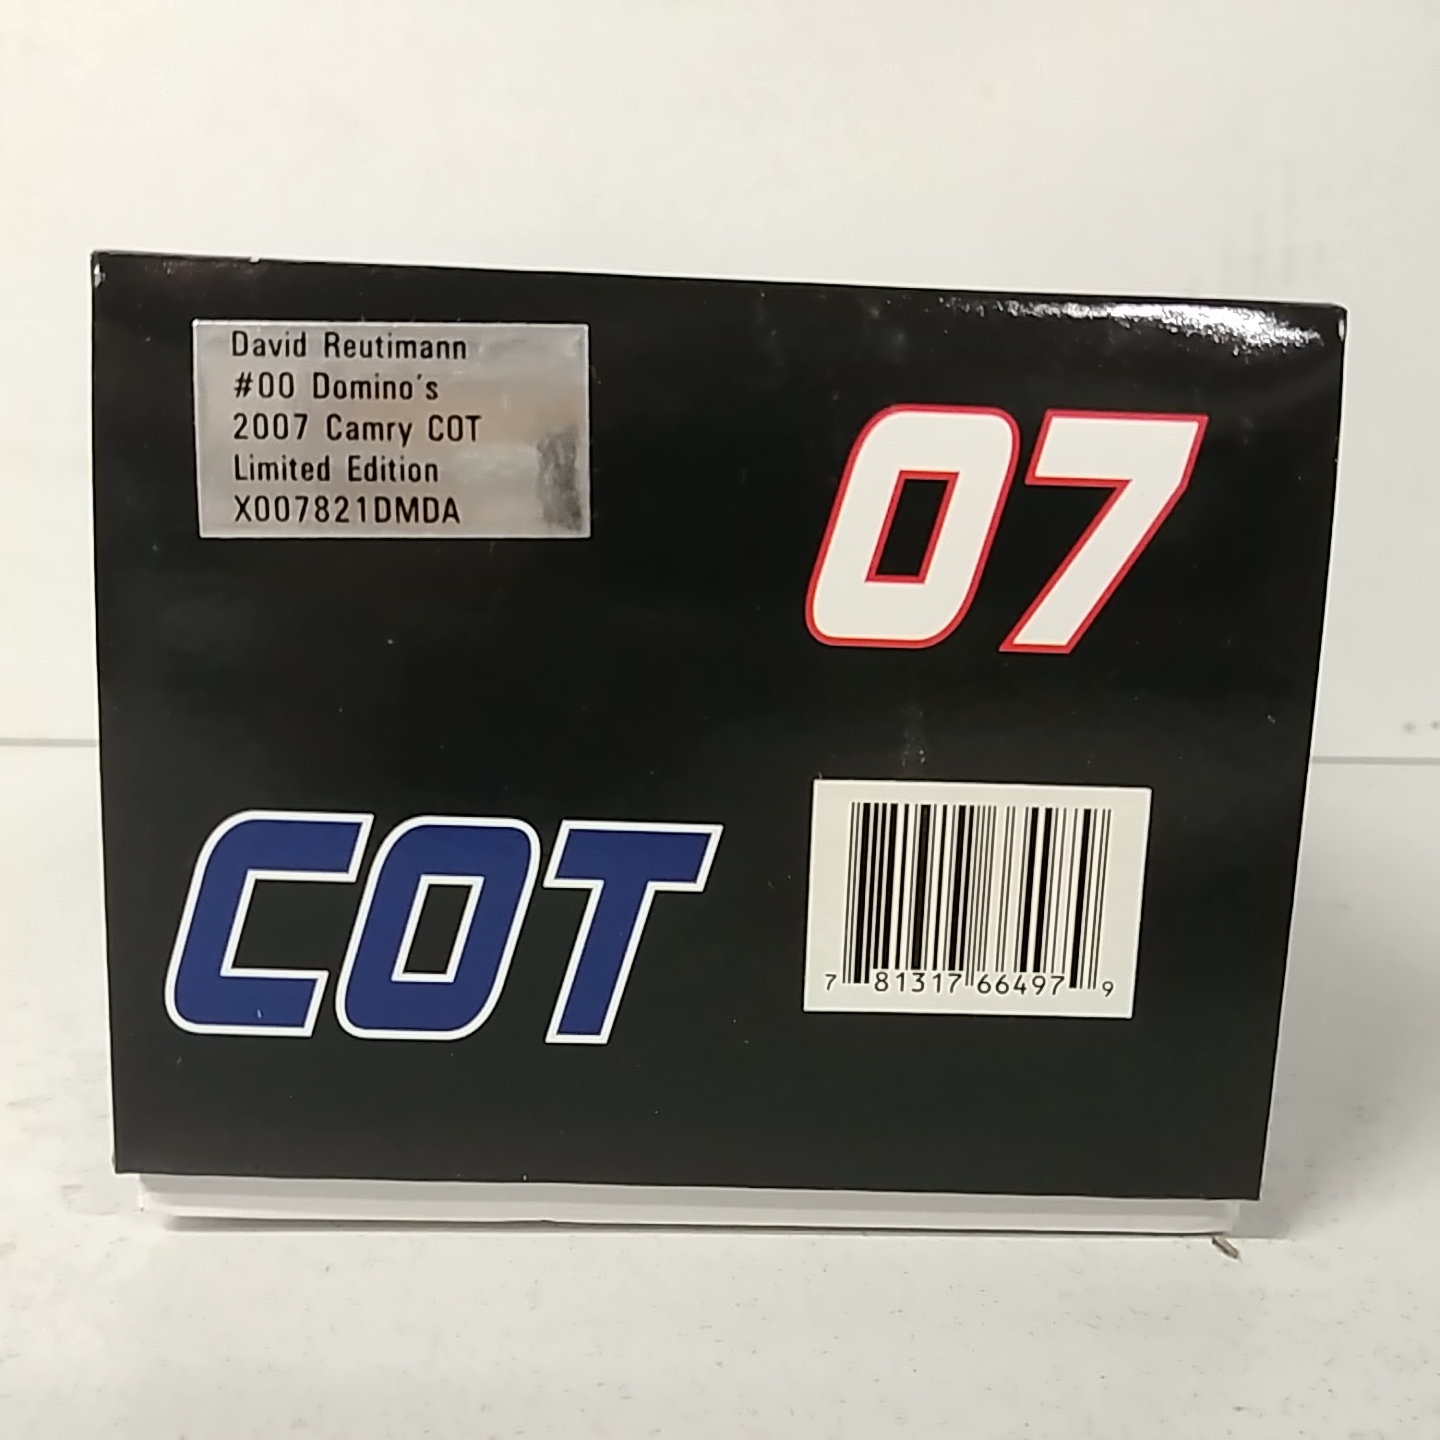 David Reutimann
#00 Domino's
2007 Camry COT
Limited Edition
X007821DMDA
07
COT
7 81317 66497 9